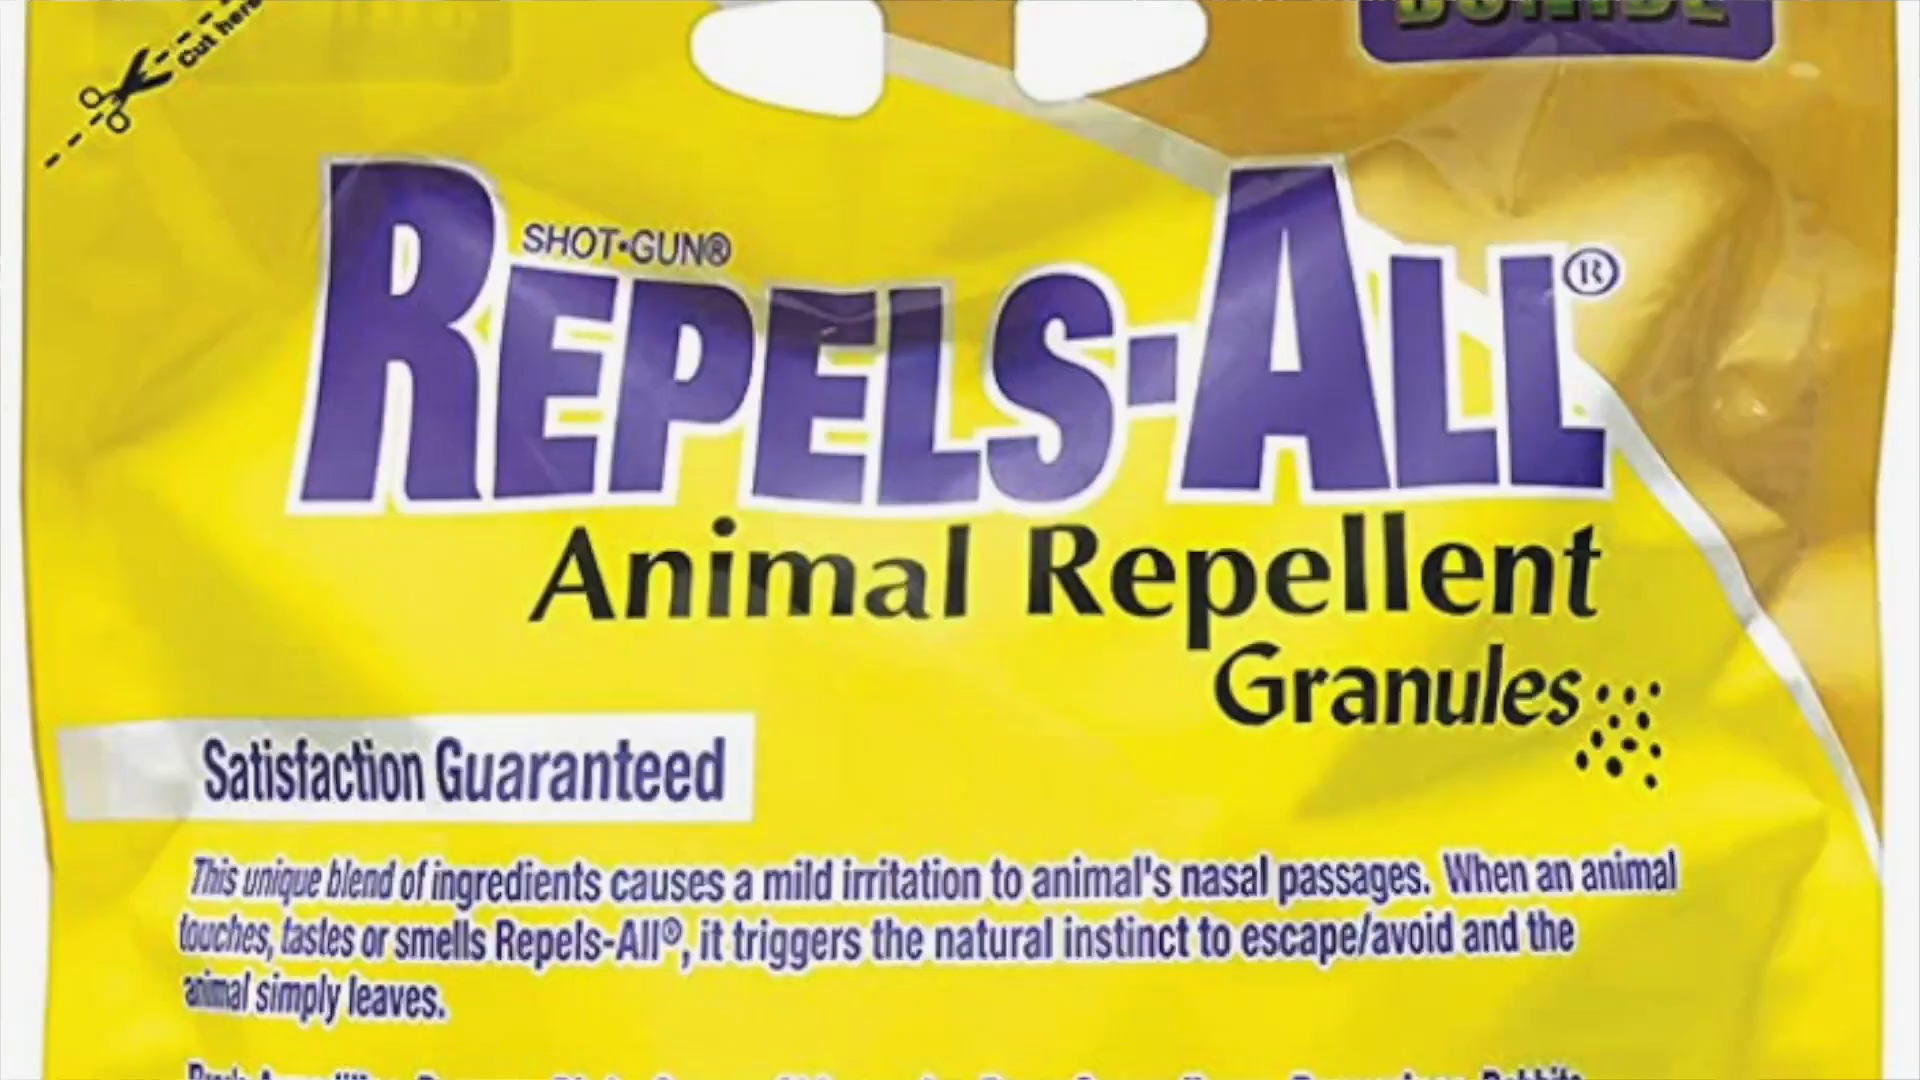 Cut here
BONIDE
SHOT•GUN®
REPELS-ALL®
Animal Repellent
Granules
Satisfaction Guaranteed
This unique blend of ingredients causes a mild irritation to animal's nasal passages. When an animal
touches, tastes or smells Repels-All®, it triggers the natural instinct to escape/avoid and the
animal simply leaves.